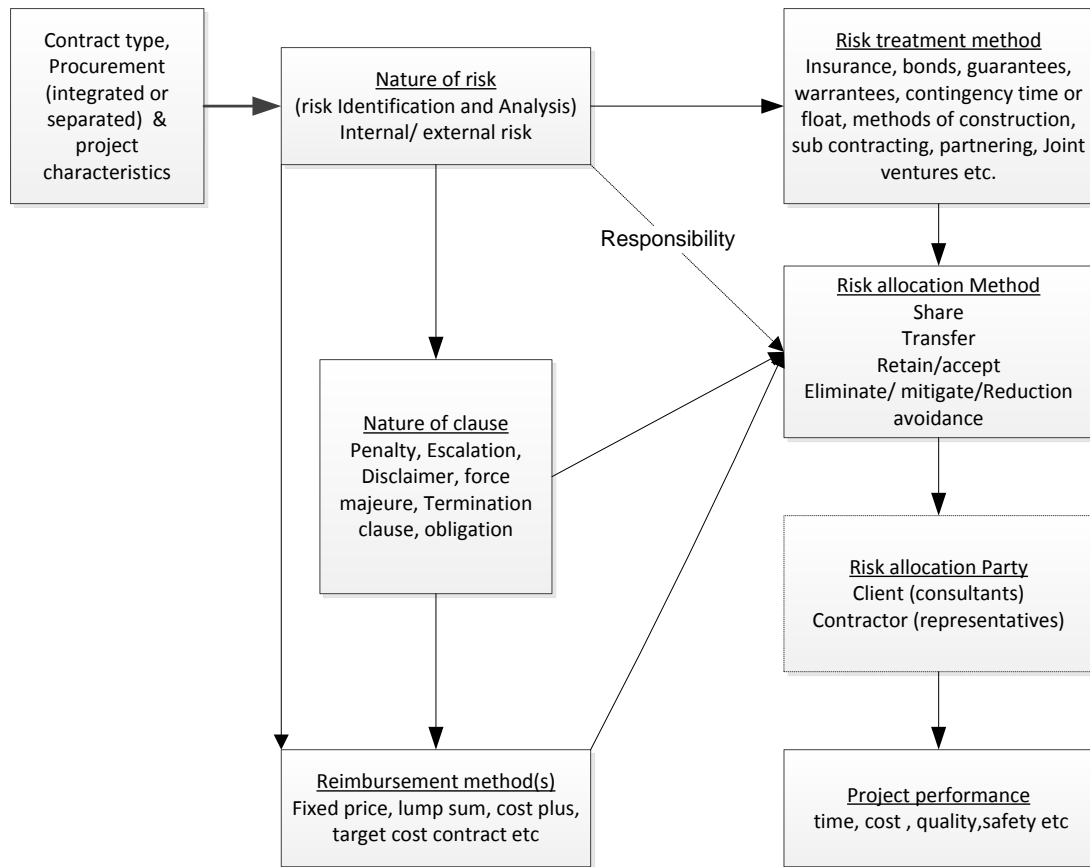 Contract type,
Procurement
(integrated or
separated) &
project
characteristics
Nature of risk
(risk Identification and Analysis)
Internal/ external risk
Risk treatment method
Insurance, bonds, guarantees,
warrantees, contingency time or
float, methods of construction,
sub contracting, partnering, Joint
ventures etc.
Responsibility
Risk allocation Method
Share
Transfer
Retain/accept
Eliminate/ mitigate/Reduction
avoidance
Nature of clause
Penalty, Escalation,
Disclaimer, force
majeure, Termination
clause, obligation
Risk allocation Party
Client (consultants)
Contractor (representatives)
Reimbursement method(s)
Fixed price, lump sum, cost plus,
target cost contract etc
Project performance
time, cost , quality,safety etc